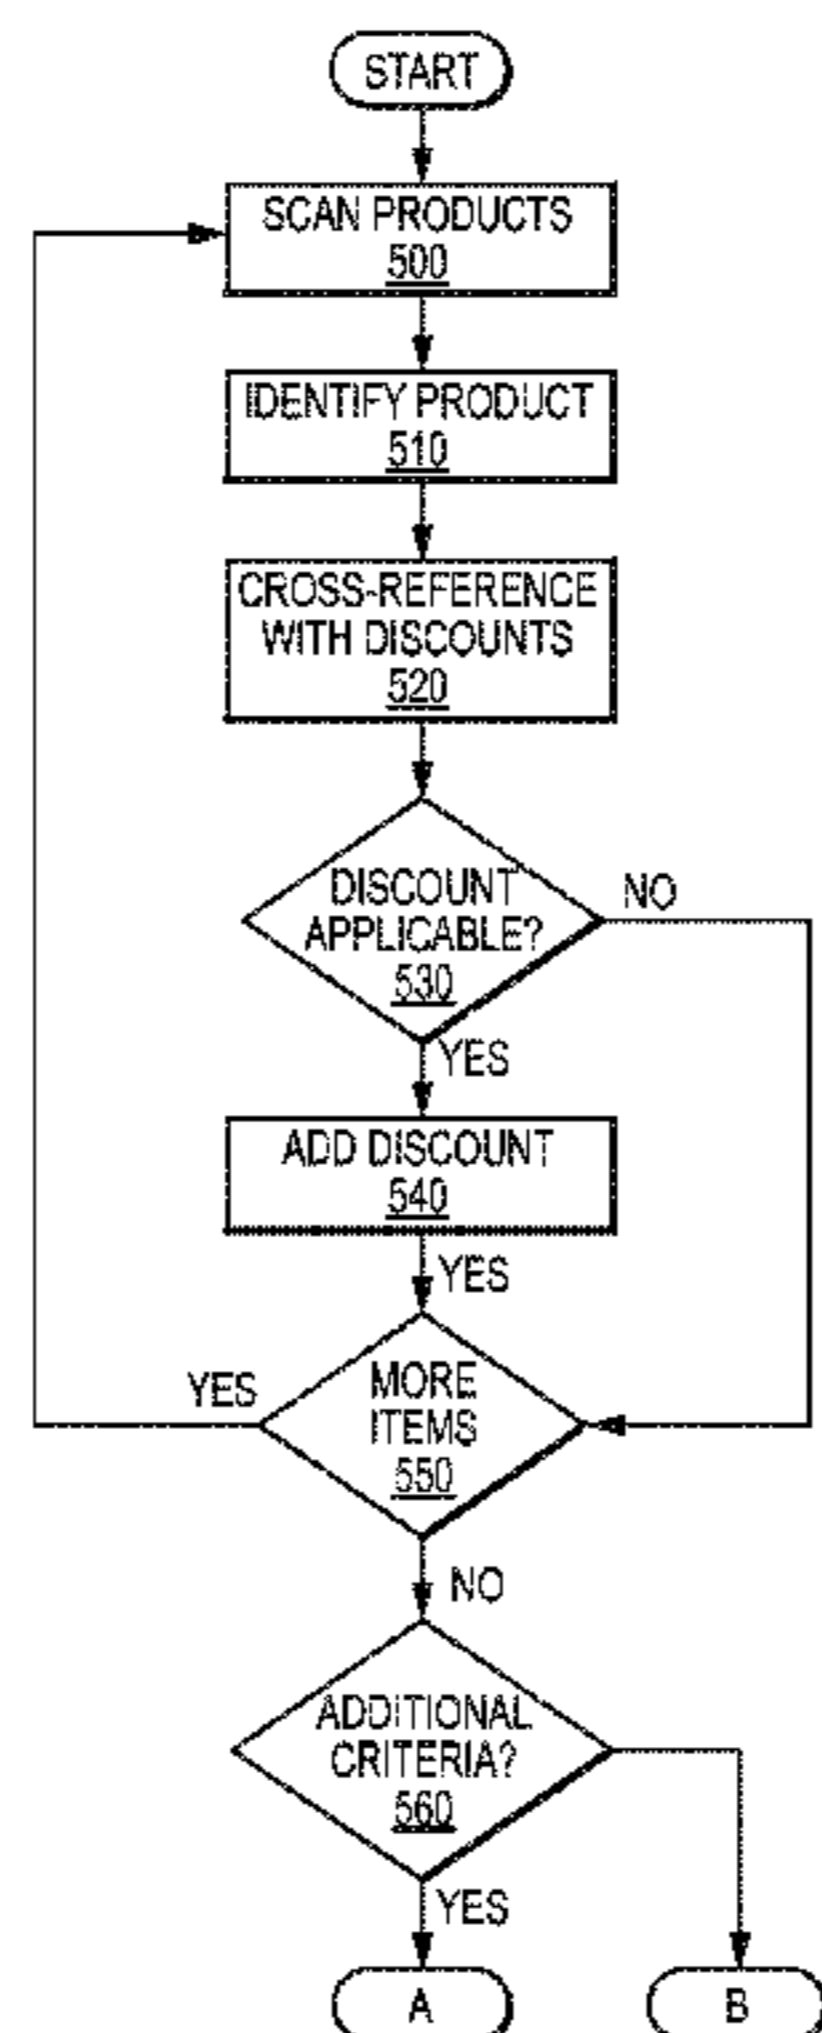 START
SCAN PRODUCTS
500
IDENTIFY PRODUCT
510
CROSS-REFERENCE
WITH DISCOUNTS
520
DISCOUNT
APPLICABLE?
530
NO
YES
ADD DISCOUNT
540
YES
YES
MORE
ITEMS
550
NO
ADDITIONAL
CRITERIA?
560
YES
A
B